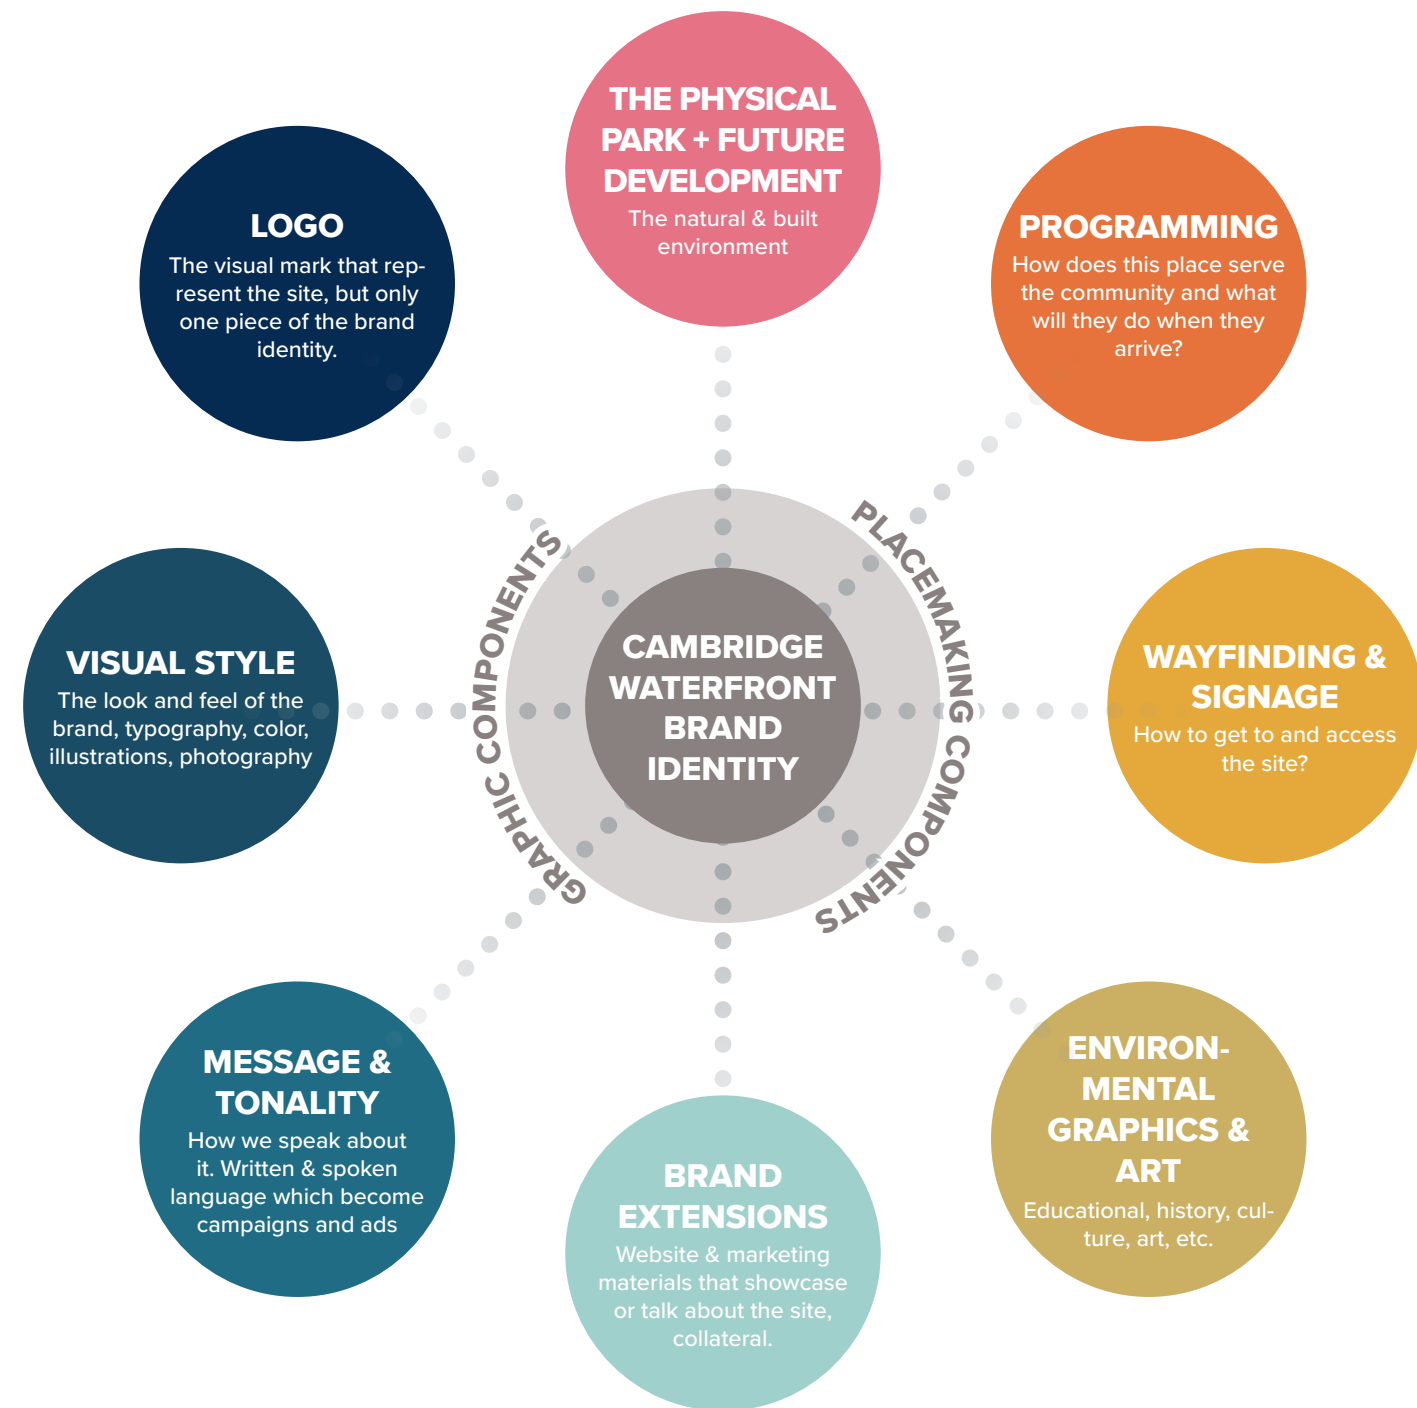 THE PHYSICAL
PARK + FUTURE
DEVELOPMENT
The natural & built
environment
LOGO
The visual mark that rep-
resent the site, but only
one piece of the brand
identity.
PROGRAMMING
How does this place serve
the community and what
will they do when they
arrive?
GRAPHIC COMPONENTS
PLACEMAKING COMPONENTS
VISUAL STYLE
The look and feel of the
brand, typography, color,
illustrations, photography
CAMBRIDGE
WATERFRONT
BRAND
IDENTITY
WAYFINDING &
SIGNAGE
How to get to and access
the site?
MESSAGE &
TONALITY
How we speak about
it. Written & spoken
language which become
campaigns and ads
ENVIRON-
MENTAL
GRAPHICS &
ART
Educational, history, cul-
ture, art, etc.
BRAND
EXTENSIONS
Website & marketing
materials that showcase
or talk about the site,
collateral.